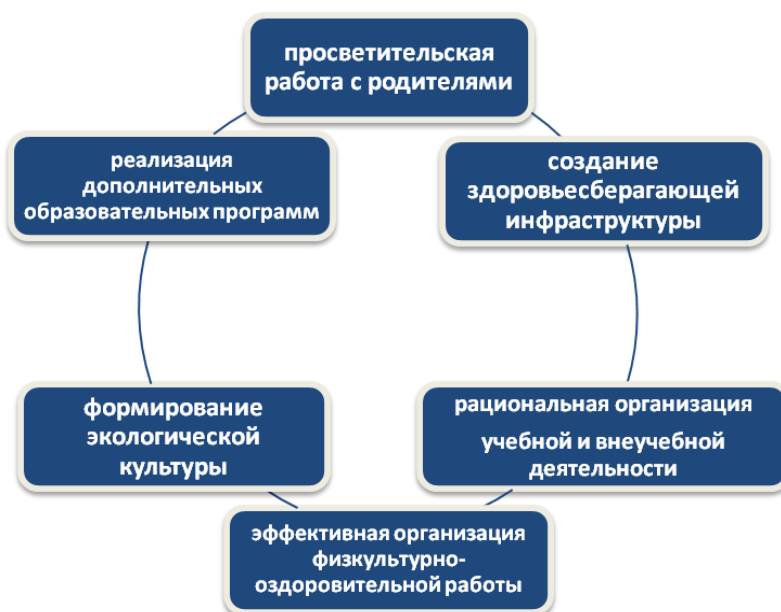 просветительская
работа с родителями
создание
здоровьесберагающей
инфраструктуры
рациональная организация
учебной и внеучебной
деятельности
эффективная организация
физкультурно-
оздоровительной работы
формирование
экологической
культуры
реализация
дополнительных
образовательных программ